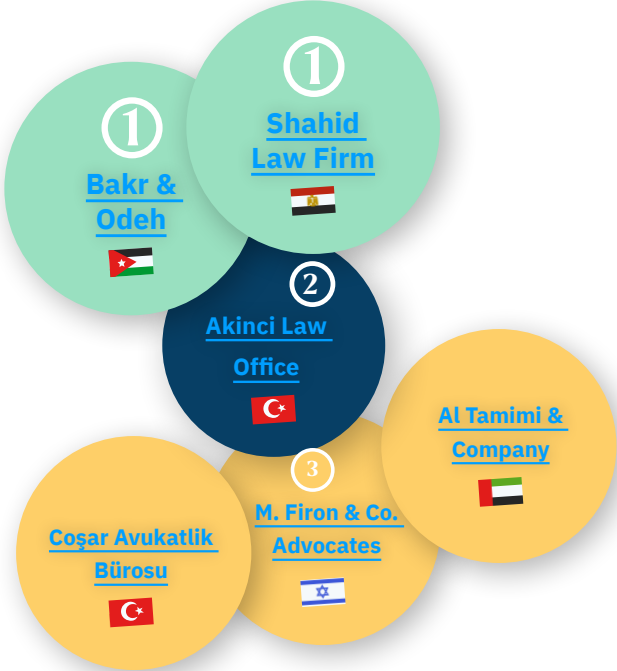 1
Shahid
Law Firm
1
Bakr &
Odeh
2
Akinci Law
Office
Al Tamimi &
Company
3
M. Firon & Co.
Advocates
Coşar Avukatlik
Bürosu